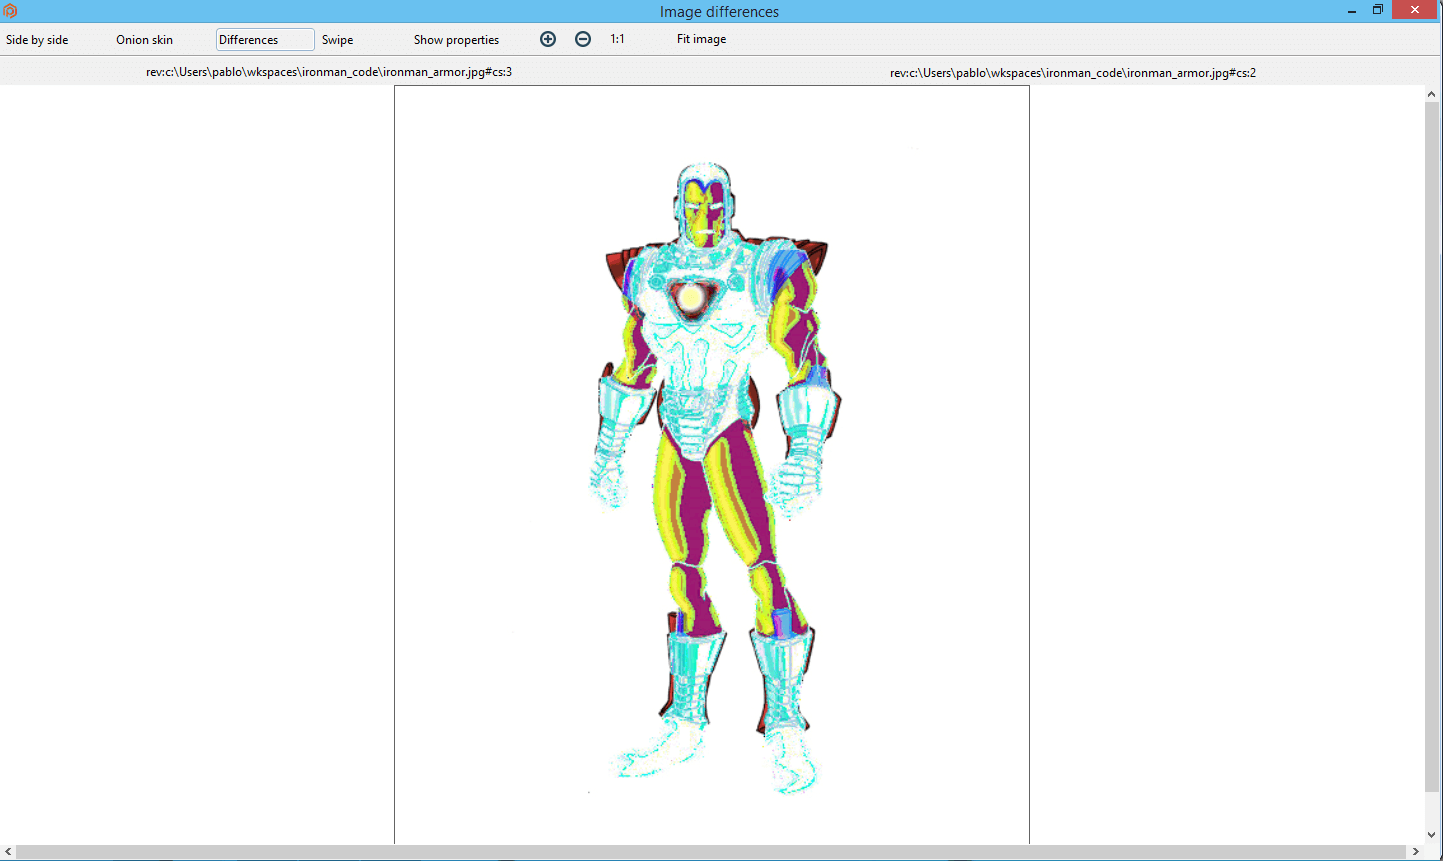 Image differences
Side by side Onion skin Differences Swipe Show properties 1:1 Fit image
rev:c:\Users\pablo\wkspaces\ironman_code\ironman_armor.jpg#cs:3 rev:c:\Users\pablo\wkspaces\ironman_code\ironman_armor.jpg#cs:2